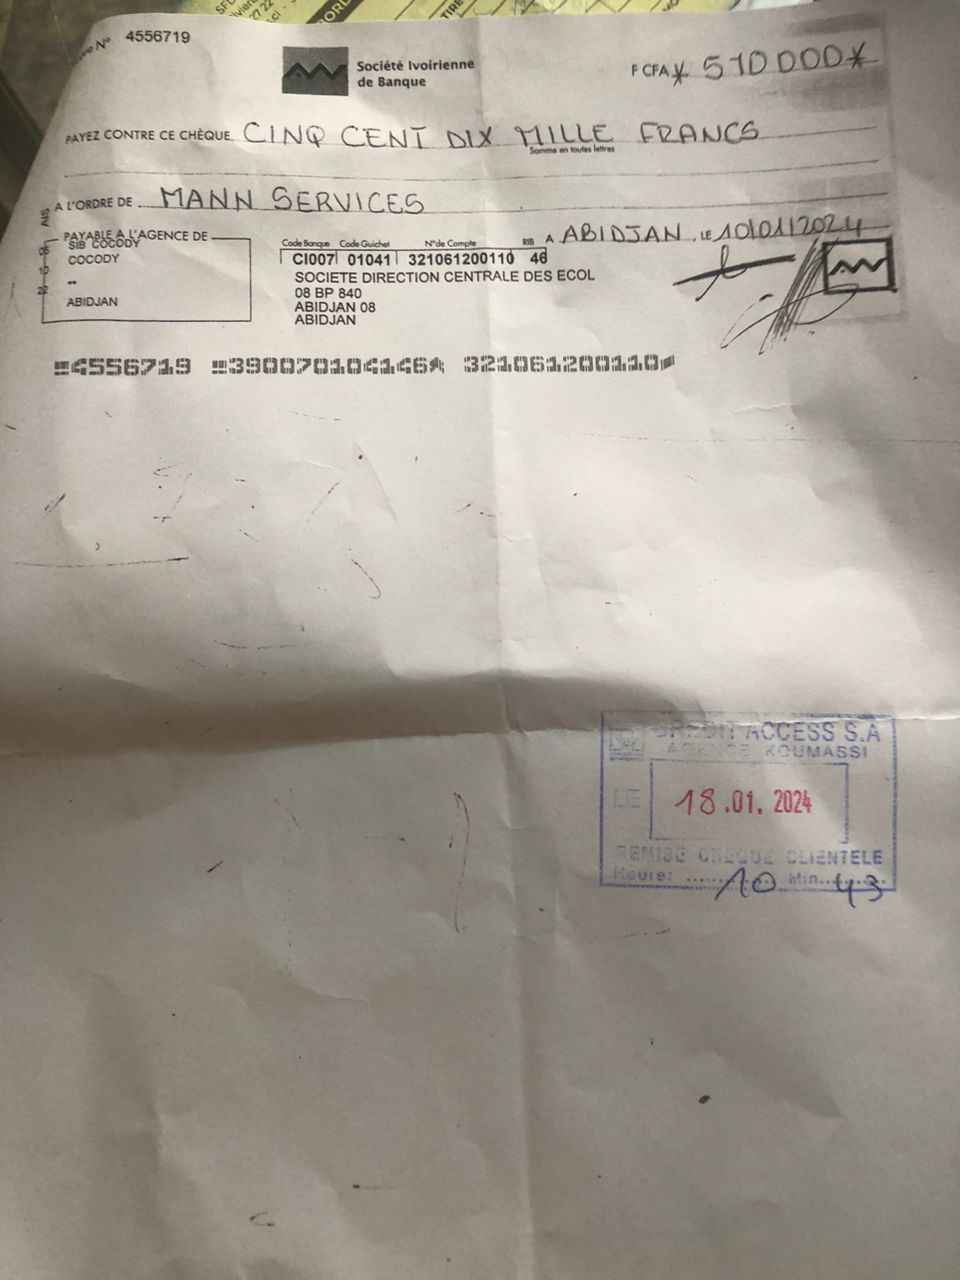 N° 4556719
Société Ivoirienne
de Banque
F CFA * 510 000 *
PAYEZ CONTRE CE CHÈQUE CINQ CENT DIX MILLE FRANCS
Somme en toutes lettres
A L'ORDRE DE MANN SERVICES
PAYABLE A L'AGENCE DE
SIB COCODY
COCODY
**
ABIDJAN
Code Banque Code Guichet N° de Compte RIB
CI007 01041 321061200110 46
SOCIETE DIRECTION CENTRALE DES ECOL
08 BP 840
ABIDJAN 08
ABIDJAN
A ABIDJAN, LE 10/01/2024
4556719 390070104146 321061200110
CREDIT ACCESS S.A
AGENCE KOUMASSI
LE 18.01.2024
REMISE CHEQUE CLIENTELE
Heure: ......10 Min...43